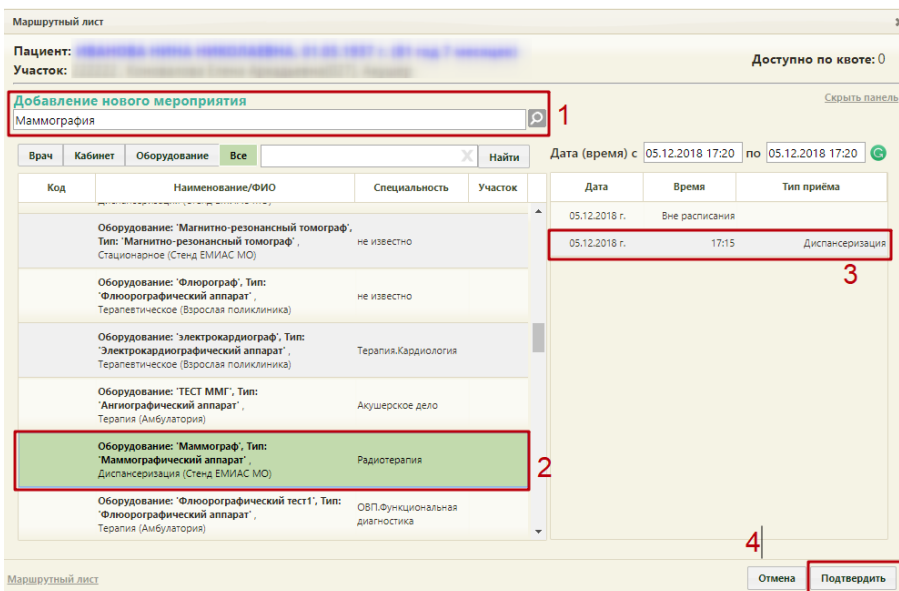 Маршрутный лист
Пациент:
Участок:
Доступно по квоте: 0
Добавление нового мероприятия
Скрыть панель
Маммография
1
Врач Кабинет Оборудование Все X Найти
Дата (время) с 05.12.2018 17:20 по 05.12.2018 17:20
Код Наименование/ФИО Специальность Участок
Дата Время Тип приёма
05.12.2018 г. Вне расписания
05.12.2018 г. 17:15 Диспансеризация
3
Оборудование: 'Магнитно-резонансный томограф',
Тип: 'Магнитно-резонансный томограф' ,
Стационарное (Стенд ЕМИАС МО)
не известно
Оборудование: 'Флюрограф', Тип:
'Флюорографический аппарат' ,
Терапевтическое (Взрослая поликлиника)
не известно
Оборудование: 'электрокардиограф', Тип:
'Электрокардиографический аппарат' ,
Терапевтическое (Взрослая поликлиника)
Терапия.Кардиология
Оборудование: 'ТЕСТ ММГ', Тип:
'Ангиографический аппарат' ,
Терапия (Амбулатория)
Акушерское дело
Оборудование: 'Маммограф', Тип:
'Маммографический аппарат' ,
Диспансеризация (Стенд ЕМИАС МО)
Радиотерапия
2
Оборудование: 'Флюорографический тест1', Тип:
'Флюорографический аппарат' ,
Терапия (Амбулатория)
ОВП.Функциональная
диагностика
4
Маршрутный лист
Отмена Подтвердить